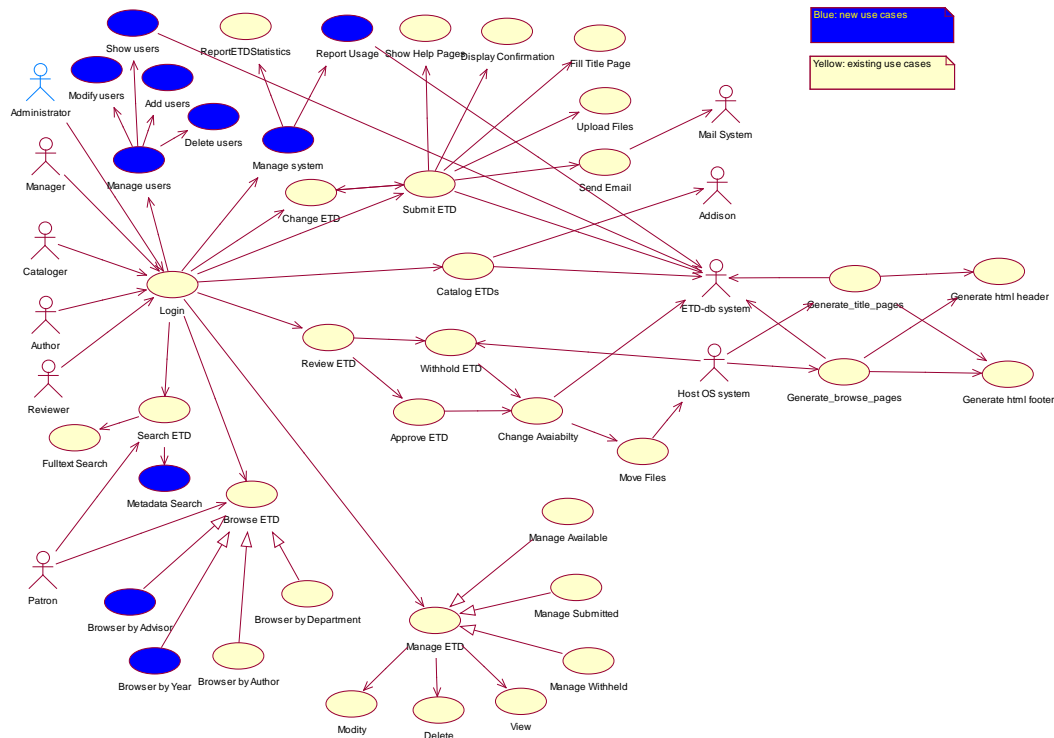 Blue: new use cases
Yellow: existing use cases
Show users
ReportETDStatistics
Report Usage
Show Help Pages
Display Confirmation
Fill Title Page
Modify users
Add users
Administrator
Delete users
Upload Files
Mail System
Manage system
Manager
Manage users
Send Email
Change ETD
Submit ETD
Addison
Cataloger
Catalog ETDs
ETD-db system
Generate_title_pages
Generate html header
Login
Author
Review ETD
Withhold ETD
Host OS system
Generate_browse_pages
Generate html footer
Reviewer
Search ETD
Approve ETD
Change Avaiabilty
Fulltext Search
Move Files
Metadata Search
Browse ETD
Manage Available
Patron
Browser by Advisor
Browser by Department
Manage Submitted
Manage ETD
Browser by Year
Browser by Author
Manage Withheld
Modity
Delete
View